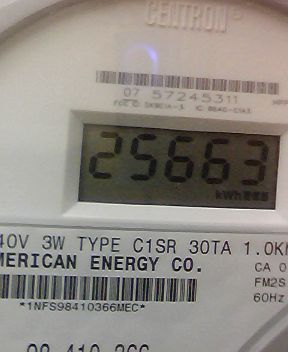 CENTRON®
07 57245311
25663
kWh
40V 3W TYPE C1SR 30TA 1.0K
MERICAN ENERGY CO.
CA 0
FM2S
60Hz
*1NFS98410366MEC*